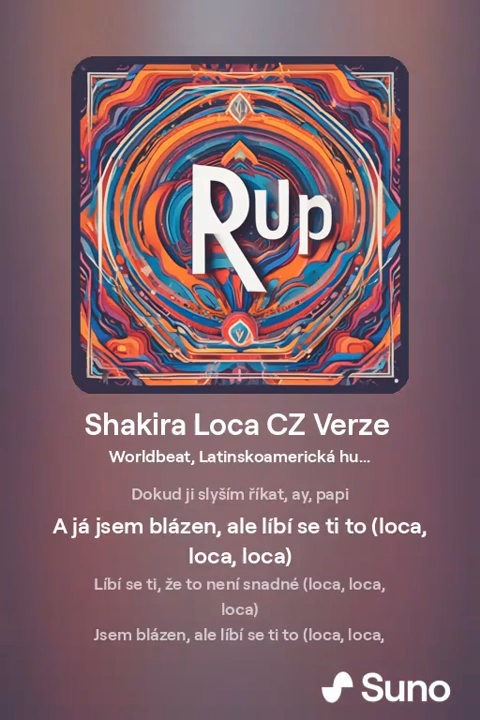 Rup
Shakira Loca CZ Verze
Worldbeat, Latinskoamerická hu...
Dokud ji slyším říkat, ay, papi
A já jsem blázen, ale líbí se ti to (loca,
loca, loca)
Líbí se ti, že to není snadné (loca, loca,
loca)
Jsem blázen, ale líbí se ti to (loca, loca,
Suno